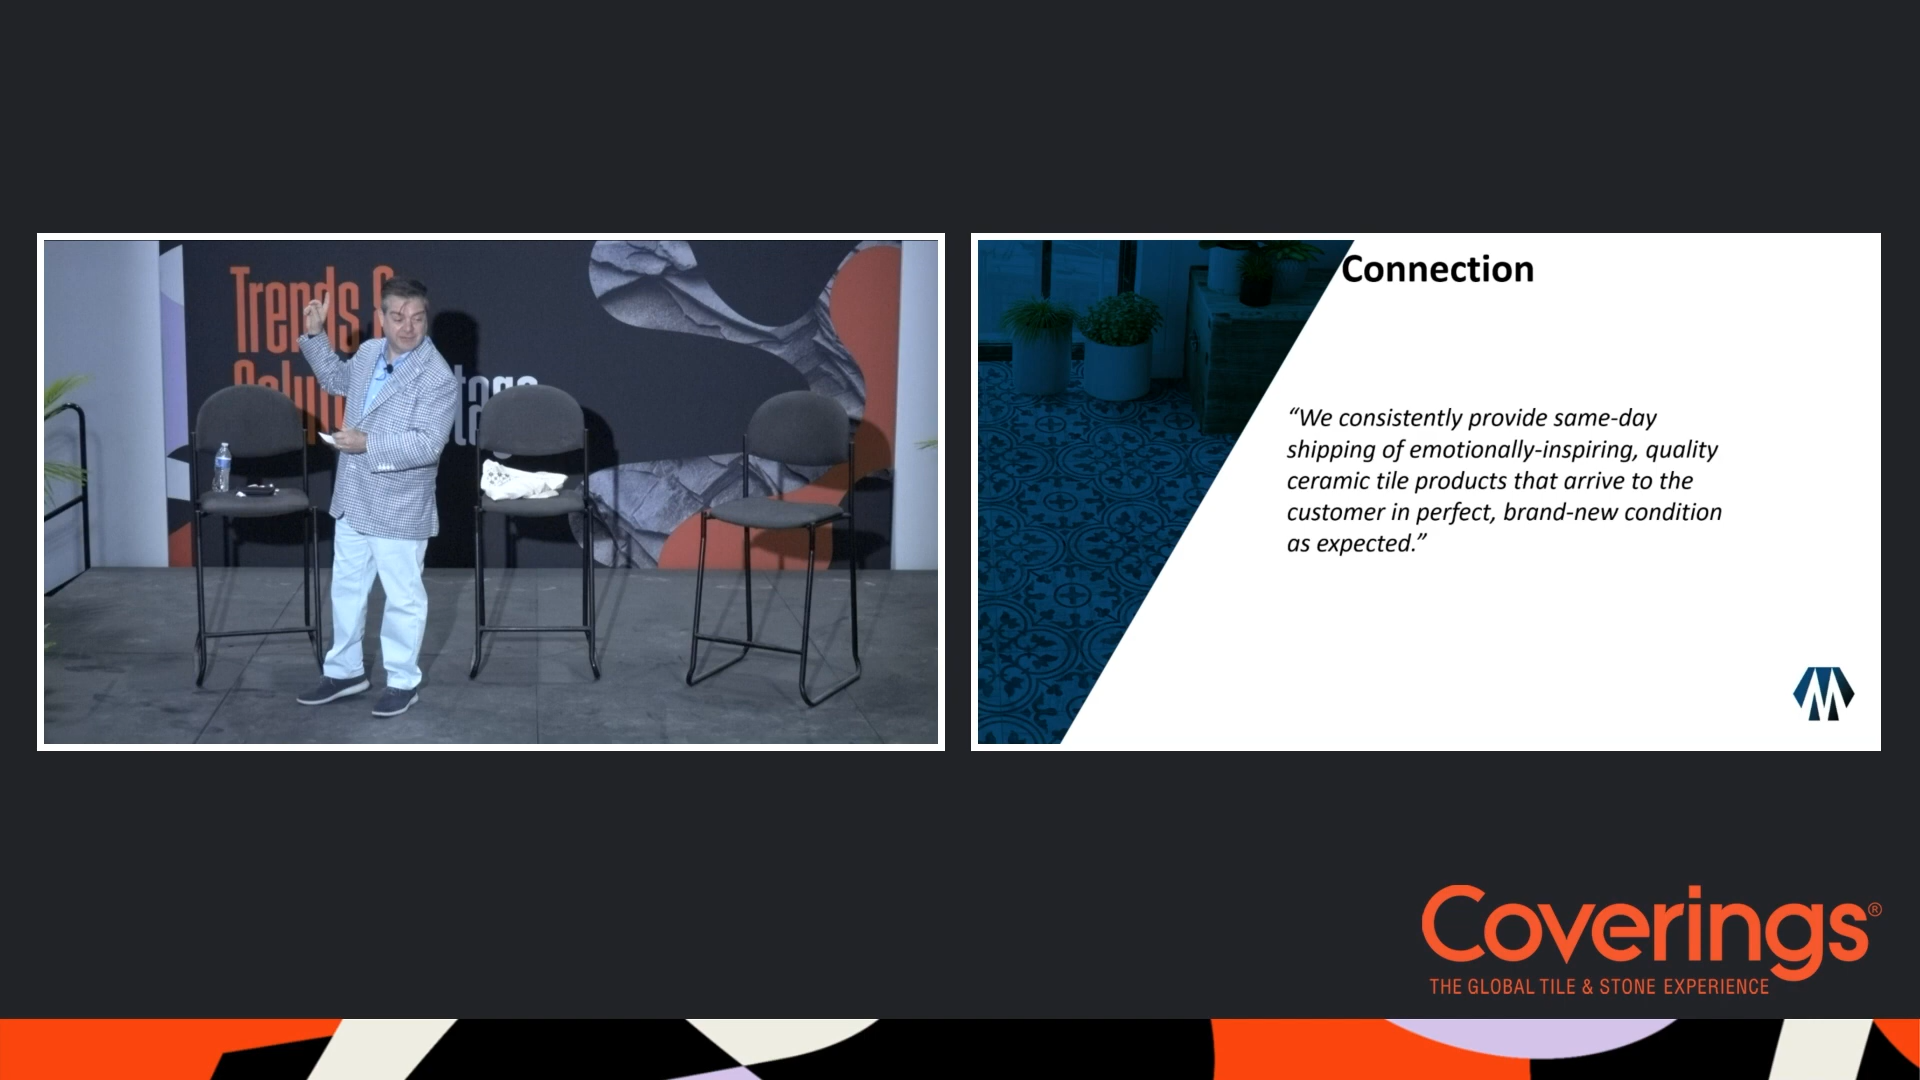 Trends &
Connection
“We consistently provide same-day
shipping of emotionally-inspiring, quality
ceramic tile products that arrive to the
customer in perfect, brand-new condition
as expected.”
M
Coverings®
THE GLOBAL TILE & STONE EXPERIENCE